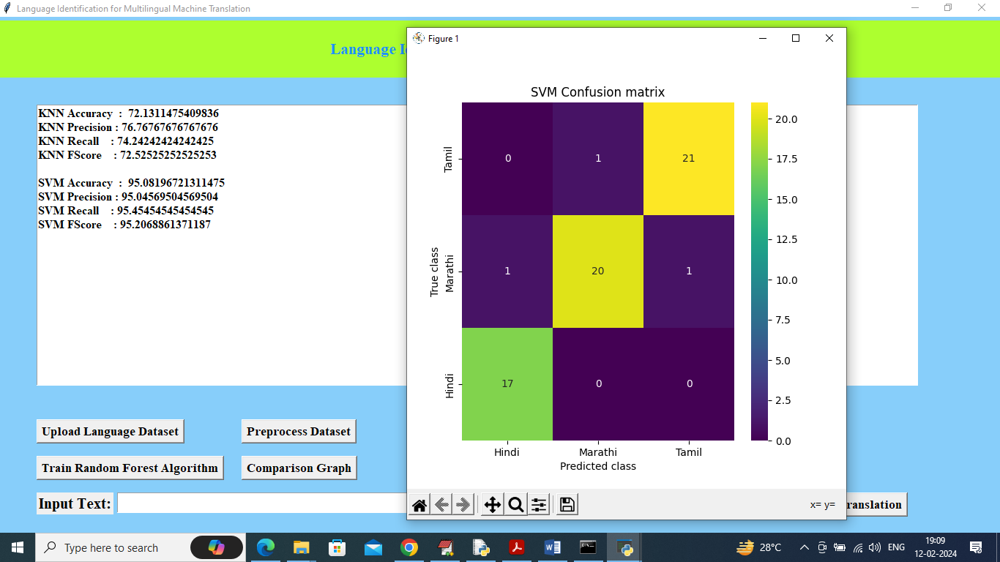 Language Identification for Multilingual Machine Translation
Language
KNN Accuracy  :  72.1311475409836
KNN Precision : 76.76767676767676
KNN Recall    : 74.24242424242425
KNN FScore    : 72.52525252525253
SVM Accuracy  :  95.08196721311475
SVM Precision : 95.04569504569504
SVM Recall    : 95.45454545454545
SVM FScore    : 95.2068861371187
Upload Language Dataset
Preprocess Dataset
Train Random Forest Algorithm
Comparison Graph
Input Text:
ranslation
Figure 1
SVM Confusion matrix
True class
Tamil
0 1 21
Marathi
1 20 1
Hindi
17 0 0
Hindi Marathi Tamil
Predicted class
20.0
17.5
15.0
12.5
10.0
7.5
5.0
2.5
0.0
x= y=
Type here to search
28°C
ENG
19:09
12-02-2024